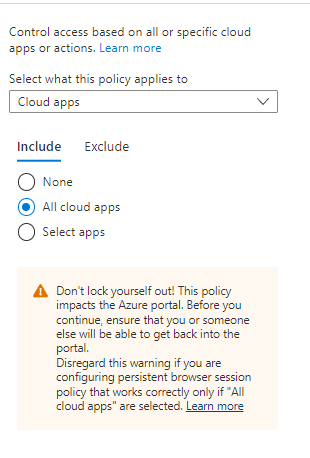 Control access based on all or specific cloud
apps or actions. Learn more
Select what this policy applies to
Cloud apps
Include Exclude
None
All cloud apps
Select apps
Don't lock yourself out! This policy
impacts the Azure portal. Before you
continue, ensure that you or someone
else will be able to get back into the
portal.
Disregard this warning if you are
configuring persistent browser session
policy that works correctly only if "All
cloud apps" are selected. Learn more